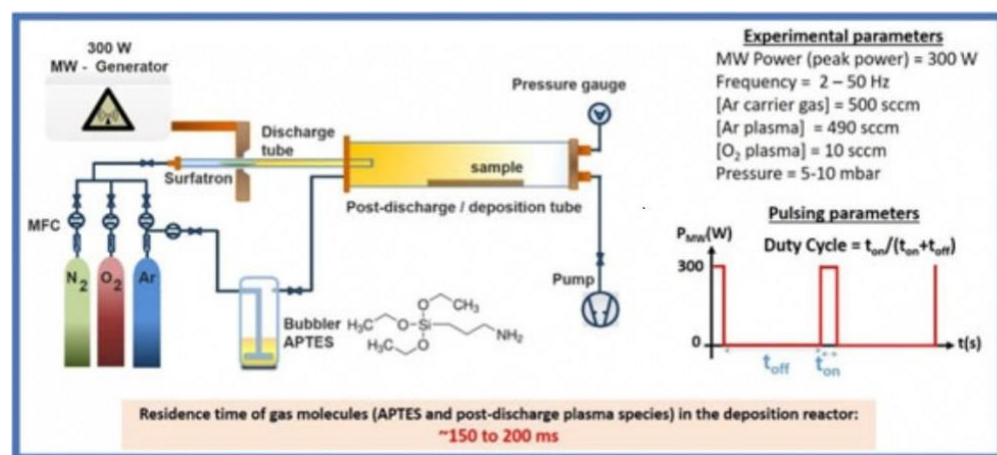 300 W
MW - Generator
Discharge
tube
Surfatron
MFC
N2
O2
Ar
Bubbler
APTES
H3C
O
CH3
O
Si
NH2
H3C
O
Pressure gauge
sample
Post-discharge / deposition tube
Pump
Experimental parameters
MW Power (peak power) = 300 W
Frequency = 2 – 50 Hz
[Ar carrier gas] = 500 sccm
[Ar plasma] = 490 sccm
[O2 plasma] = 10 sccm
Pressure = 5-10 mbar
Pulsing parameters
PMW(W)
Duty Cycle = ton/(ton+toff)
300
0
t(s)
toff
ton
Residence time of gas molecules (APTES and post-discharge plasma species) in the deposition reactor:
~150 to 200 ms